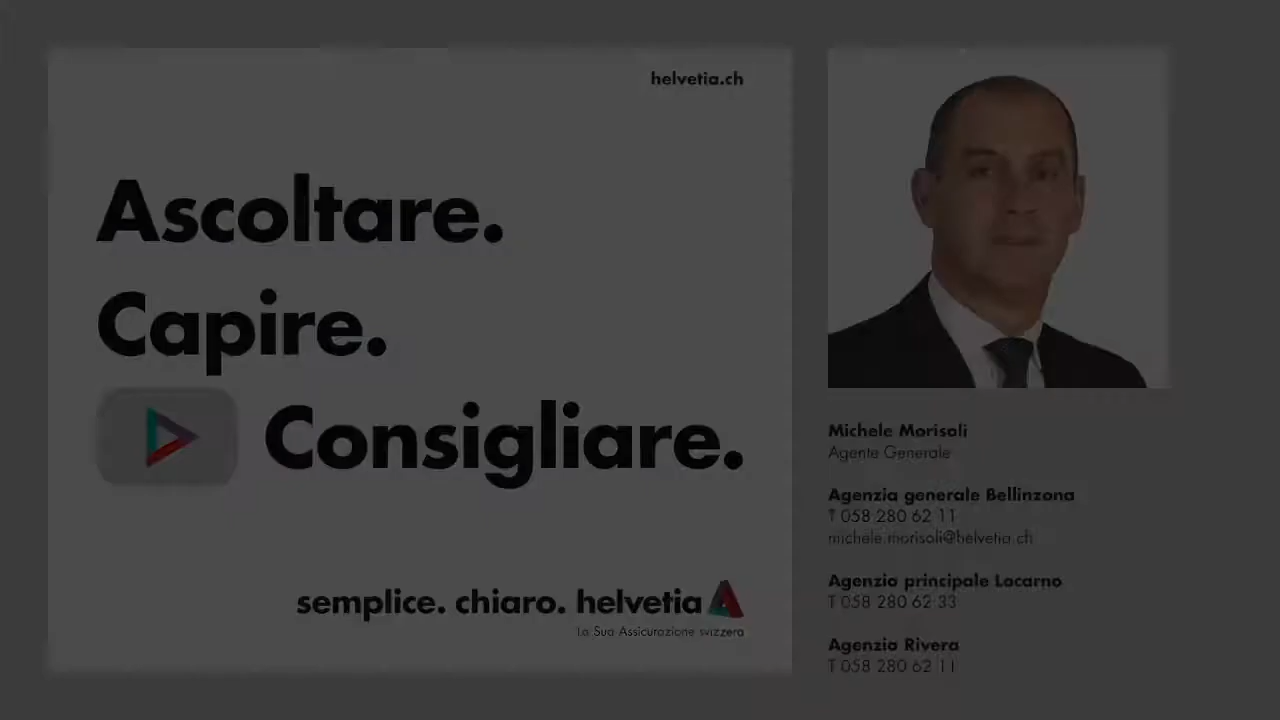 helvetia.ch
Ascoltare.
Capire.
Consigliare.
semplice. chiaro. helvetia
La Sua Assicurazione svizzera
Michele Morisoli
Agente Generale
Agenzia generale Bellinzona
T 058 280 62 11
michele.morisoli@helvetia.ch
Agenzia principale Locarno
T 058 280 62 33
Agenzia Rivera
T 058 280 62 11